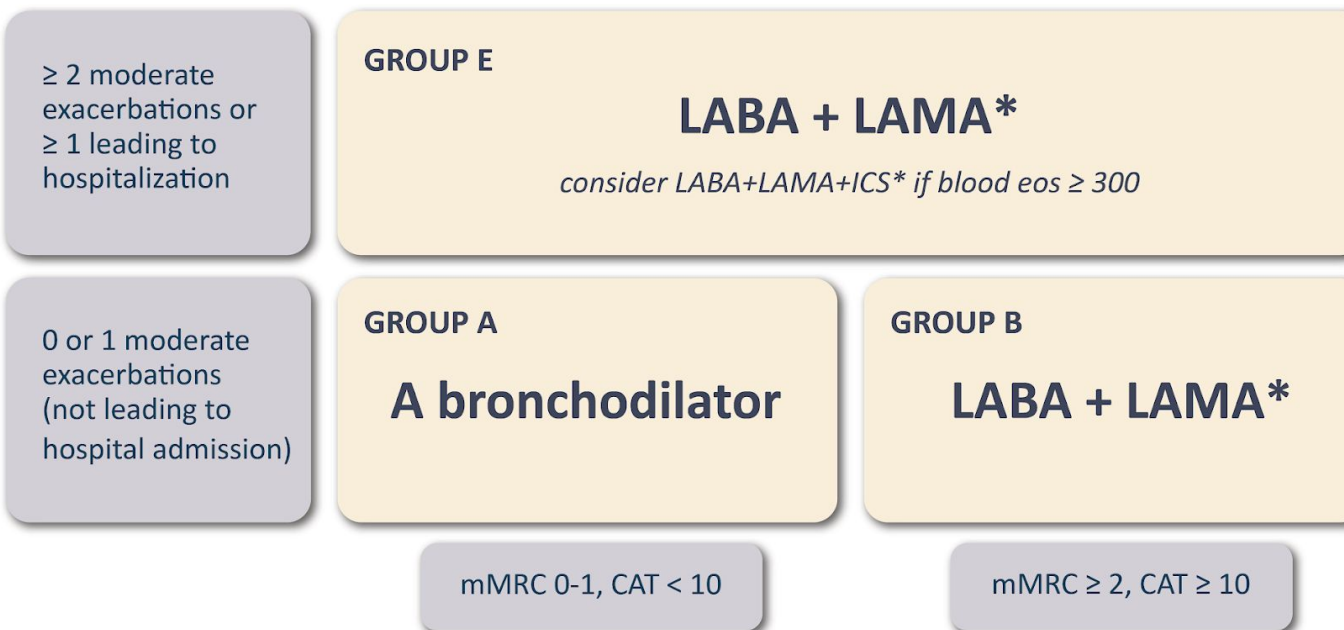 ≥ 2 moderate
exacerbations or
≥ 1 leading to
hospitalization
GROUP E
LABA + LAMA*
consider LABA+LAMA+ICS* if blood eos ≥ 300
0 or 1 moderate
exacerbations
(not leading to
hospital admission)
GROUP A
A bronchodilator
GROUP B
LABA + LAMA*
mMRC 0-1, CAT < 10
mMRC ≥ 2, CAT ≥ 10